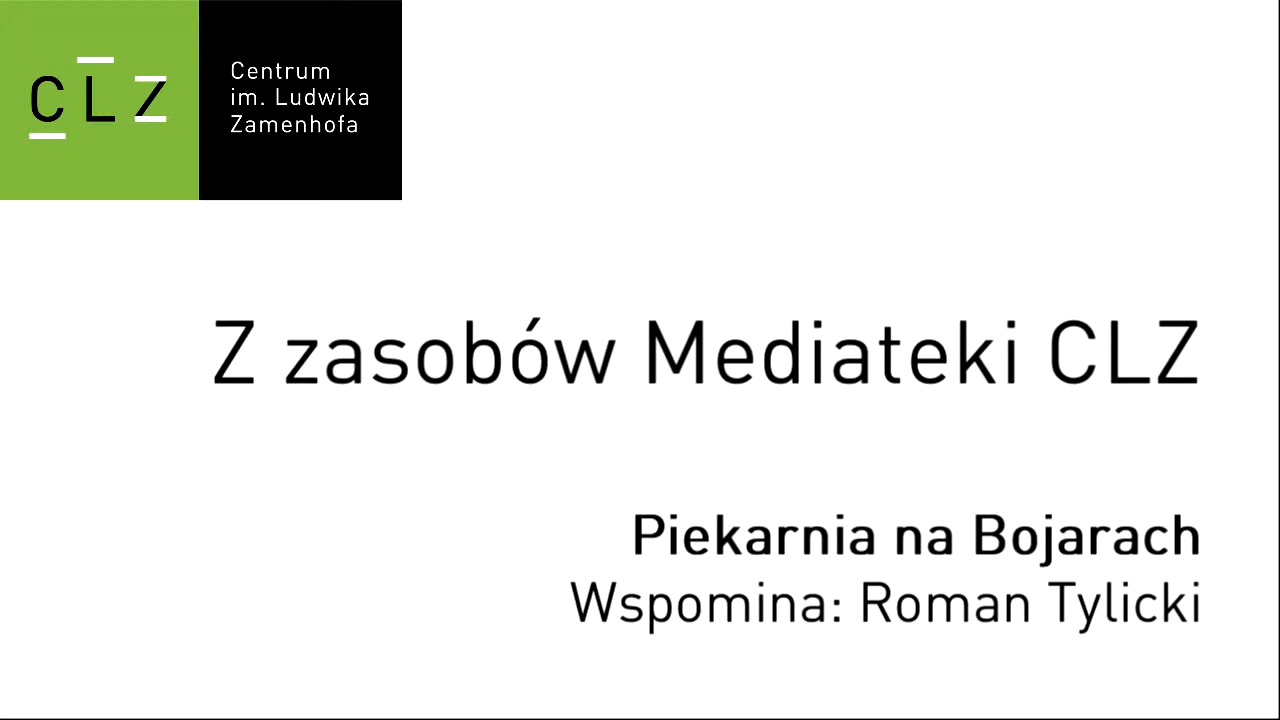 CLZ
Centrum
im. Ludwika
Zamenhofa
Z zasobów Mediateki CLZ
Piekarnia na Bojarach
Wspomina: Roman Tylicki